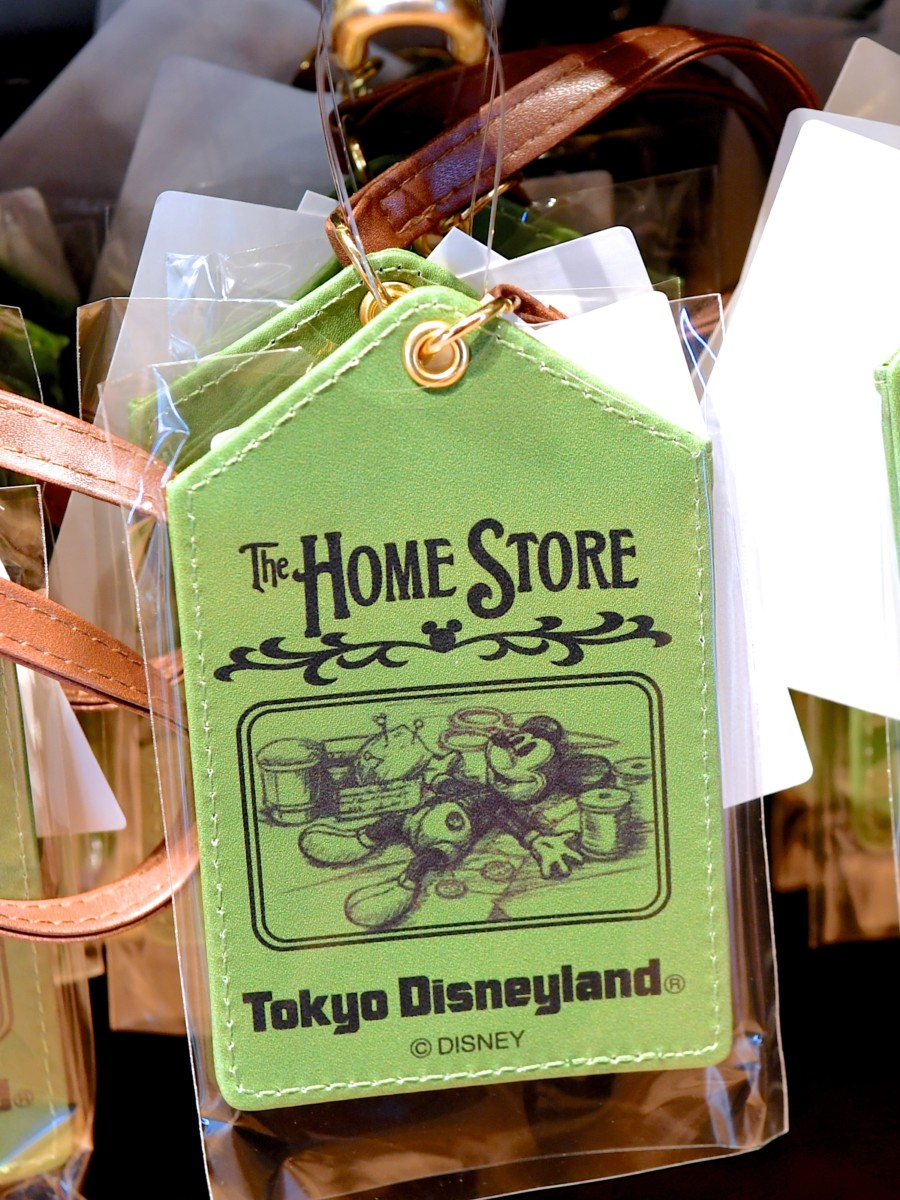 The HOME STORE
Tokyo Disneyland®
© DISNEY